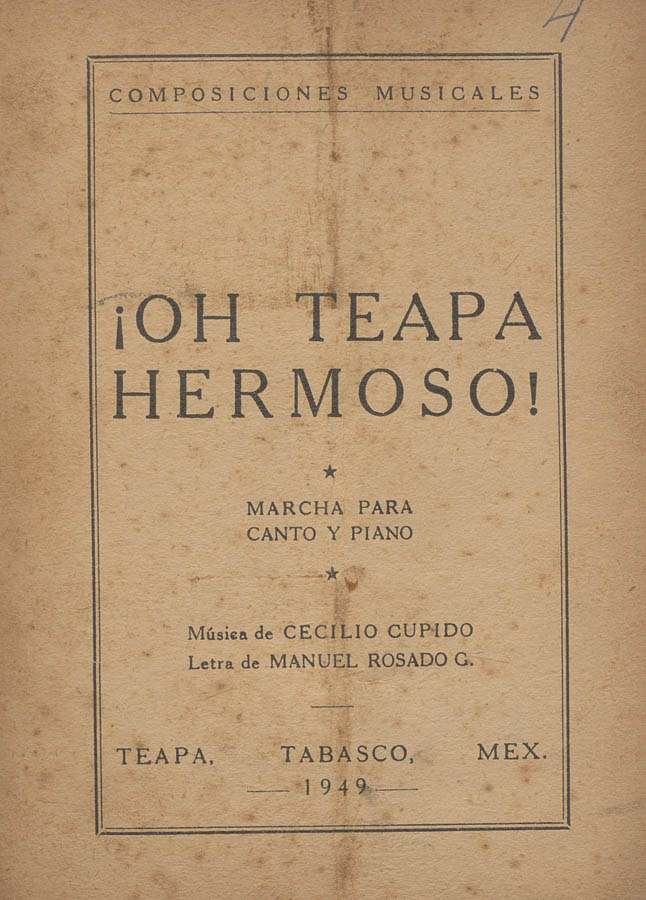 4
COMPOSICIONES MUSICALES
¡OH TEAPA
HERMOSO!
MARCHA PARA
CANTO Y PIANO
Música de CECILIO CUPIDO
Letra de MANUEL ROSADO G.
TEAPA, TABASCO, MEX.
1949